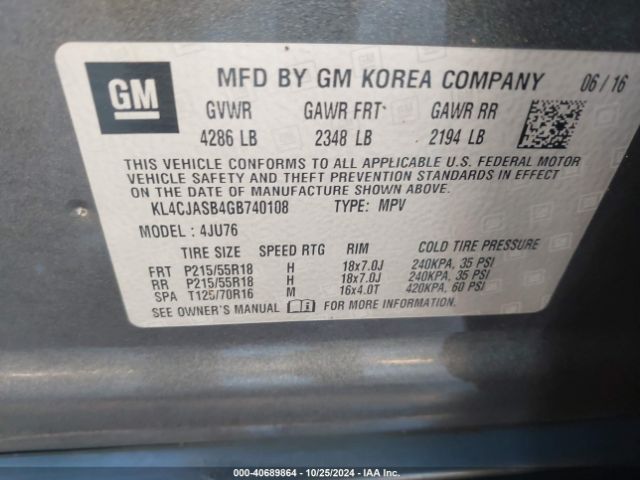 GM
MFD BY GM KOREA COMPANY 06/16
GVWR GAWR FRT GAWR RR
4286 LB 2348 LB 2194 LB
THIS VEHICLE CONFORMS TO ALL APPLICABLE U.S. FEDERAL MOTOR
VEHICLE SAFETY AND THEFT PREVENTION STANDARDS IN EFFECT
ON THE DATE OF MANUFACTURE SHOWN ABOVE.
KL4CJASB4GB740108 TYPE: MPV
MODEL : 4JU76
TIRE SIZE SPEED RTG RIM COLD TIRE PRESSURE
FRT P215/55R18 H 18x7.0J 240KPA, 35 PSI
RR P215/55R18 H 18x7.0J 240KPA, 35 PSI
SPA T125/70R16 M 16x4.0T 420KPA, 60 PSI
SEE OWNER'S MANUAL FOR MORE INFORMATION.
000-40689864 - 10/25/2024 - IAAI.COM